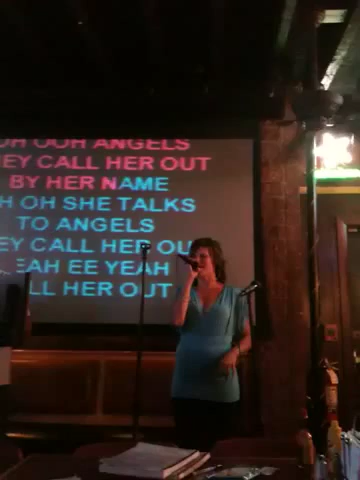 OH OOH ANGELS
EY CALL HER OUT
BY HER NAME
H OH SHE TALKS
TO ANGELS
EY CALL HER OU
EAH EE YEAH
LL HER OUT